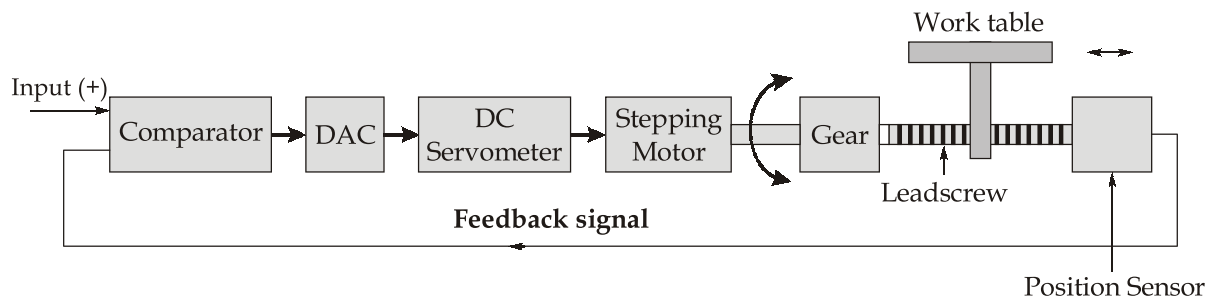 Work table
Input (+)
Comparator
DAC
DC
Servometer
Stepping
Motor
Gear
Leadscrew
Feedback signal
Position Sensor